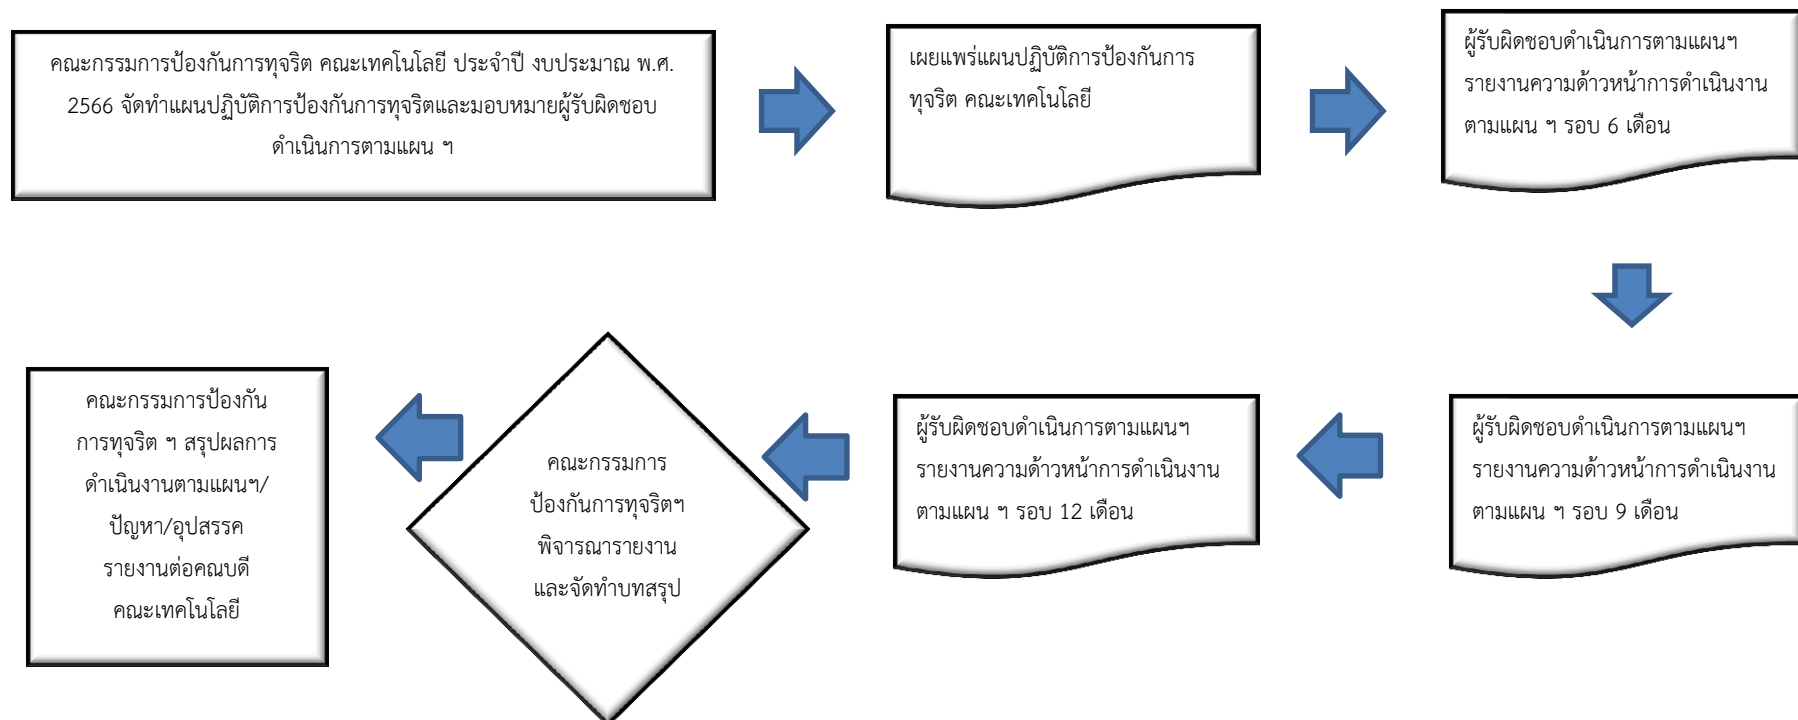 คณะกรรมการป้องกันการทุจริต คณะเทคโนโลยี ประจำปี งบประมาณ พ.ศ.
2566 จัดทำแผนปฏิบัติการป้องกันการทุจริตและมอบหมายผู้รับผิดชอบ
ดำเนินการตามแผน ฯ
เผยแพร่แผนปฏิบัติการป้องกันการ
ทุจริต คณะเทคโนโลยี
ผู้รับผิดชอบดำเนินการตามแผนฯ
รายงานความด้าวหน้าการดำเนินงาน
ตามแผน ฯ รอบ 6 เดือน
ผู้รับผิดชอบดำเนินการตามแผนฯ
รายงานความด้าวหน้าการดำเนินงาน
ตามแผน ฯ รอบ 9 เดือน
ผู้รับผิดชอบดำเนินการตามแผนฯ
รายงานความด้าวหน้าการดำเนินงาน
ตามแผน ฯ รอบ 12 เดือน
คณะกรรมการ
ป้องกันการทุจริตฯ
พิจารณารายงาน
และจัดทำบทสรุป
คณะกรรมการป้องกัน
การทุจริต ฯ สรุปผลการ
ดำเนินงานตามแผนฯ/
ปัญหา/อุปสรรค
รายงานต่อคณบดี
คณะเทคโนโลยี